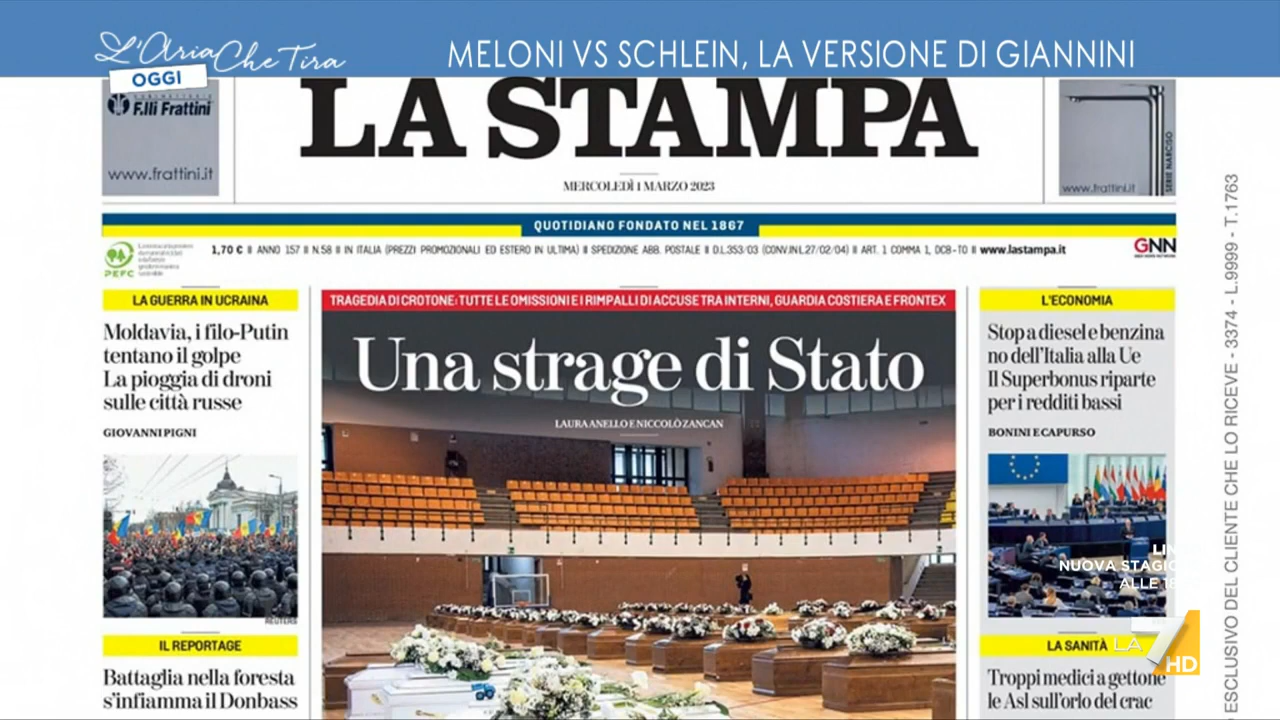 L'Aria Che Tira
OGGI
MELONI VS SCHLEIN, LA VERSIONE DI GIANNINI
F.lli Frattini
www.frattini.it
LA STAMPA
MERCOLEDÌ 1 MARZO 2023
SERIE NARCISO
www.frattini.it
QUOTIDIANO FONDATO NEL 1867
PEFC
1,70 € II ANNO 157 II N.58 II IN ITALIA (PREZZI PROMOZIONALI ED ESTERO IN ULTIMA) II SPEDIZIONE ABB. POSTALE II D.L.353/03 (CONV.INL.27/02/04) II ART. 1 COMMA 1, DCB-TO II www.lastampa.it
GNN
LA GUERRA IN UCRAINA
Moldavia, i filo-Putin
tentano il golpe
La pioggia di droni
sulle città russe
GIOVANNI PIGNI
REUTERS
IL REPORTAGE
Battaglia nella foresta
s'infiamma il Donbass
TRAGEDIA DI CROTONE: TUTTE LE OMISSIONI E I RIMPALLI DI ACCUSE TRA INTERNI, GUARDIA COSTIERA E FRONTEX
Una strage di Stato
LAURA ANELLO E NICCOLÒ ZANCAN
L'ECONOMIA
Stop a diesel e benzina
no dell'Italia alla Ue
Il Superbonus riparte
per i redditi bassi
BONINI E CAPURSO
LA SANITÀ
Troppi medici a gettone
le Asl sull'orlo del crac
NUOVA STAGIO
ALLE 1
LA 7 HD
ESCLUSIVO DEL CLIENTE CHE LO RICEVE - 3374 - L.9999 - T.1763